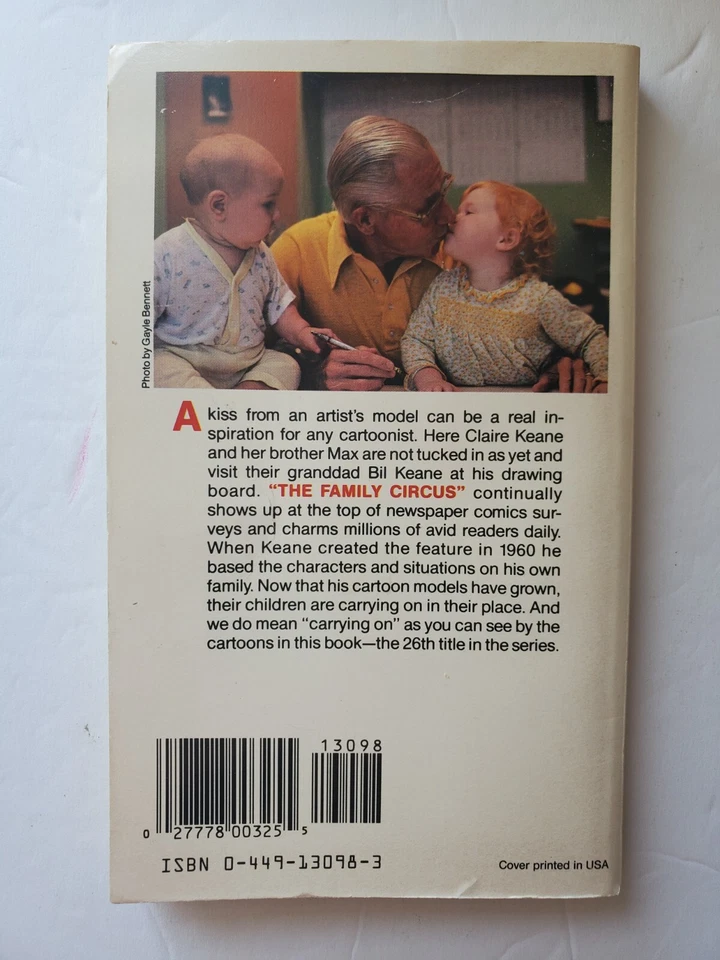 Photo by Gayle Bennett
A kiss from an artist's model can be a real in-
spiration for any cartoonist. Here Claire Keane
and her brother Max are not tucked in as yet and
visit their granddad Bil Keane at his drawing
board. “THE FAMILY CIRCUS” continually
shows up at the top of newspaper comics sur-
veys and charms millions of avid readers daily.
When Keane created the feature in 1960 he
based the characters and situations on his own
family. Now that his cartoon models have grown,
their children are carrying on in their place. And
we do mean “carrying on” as you can see by the
cartoons in this book—the 26th title in the series.
13098
0 27778 00325 5
ISBN 0-449-13098-3
Cover printed in USA